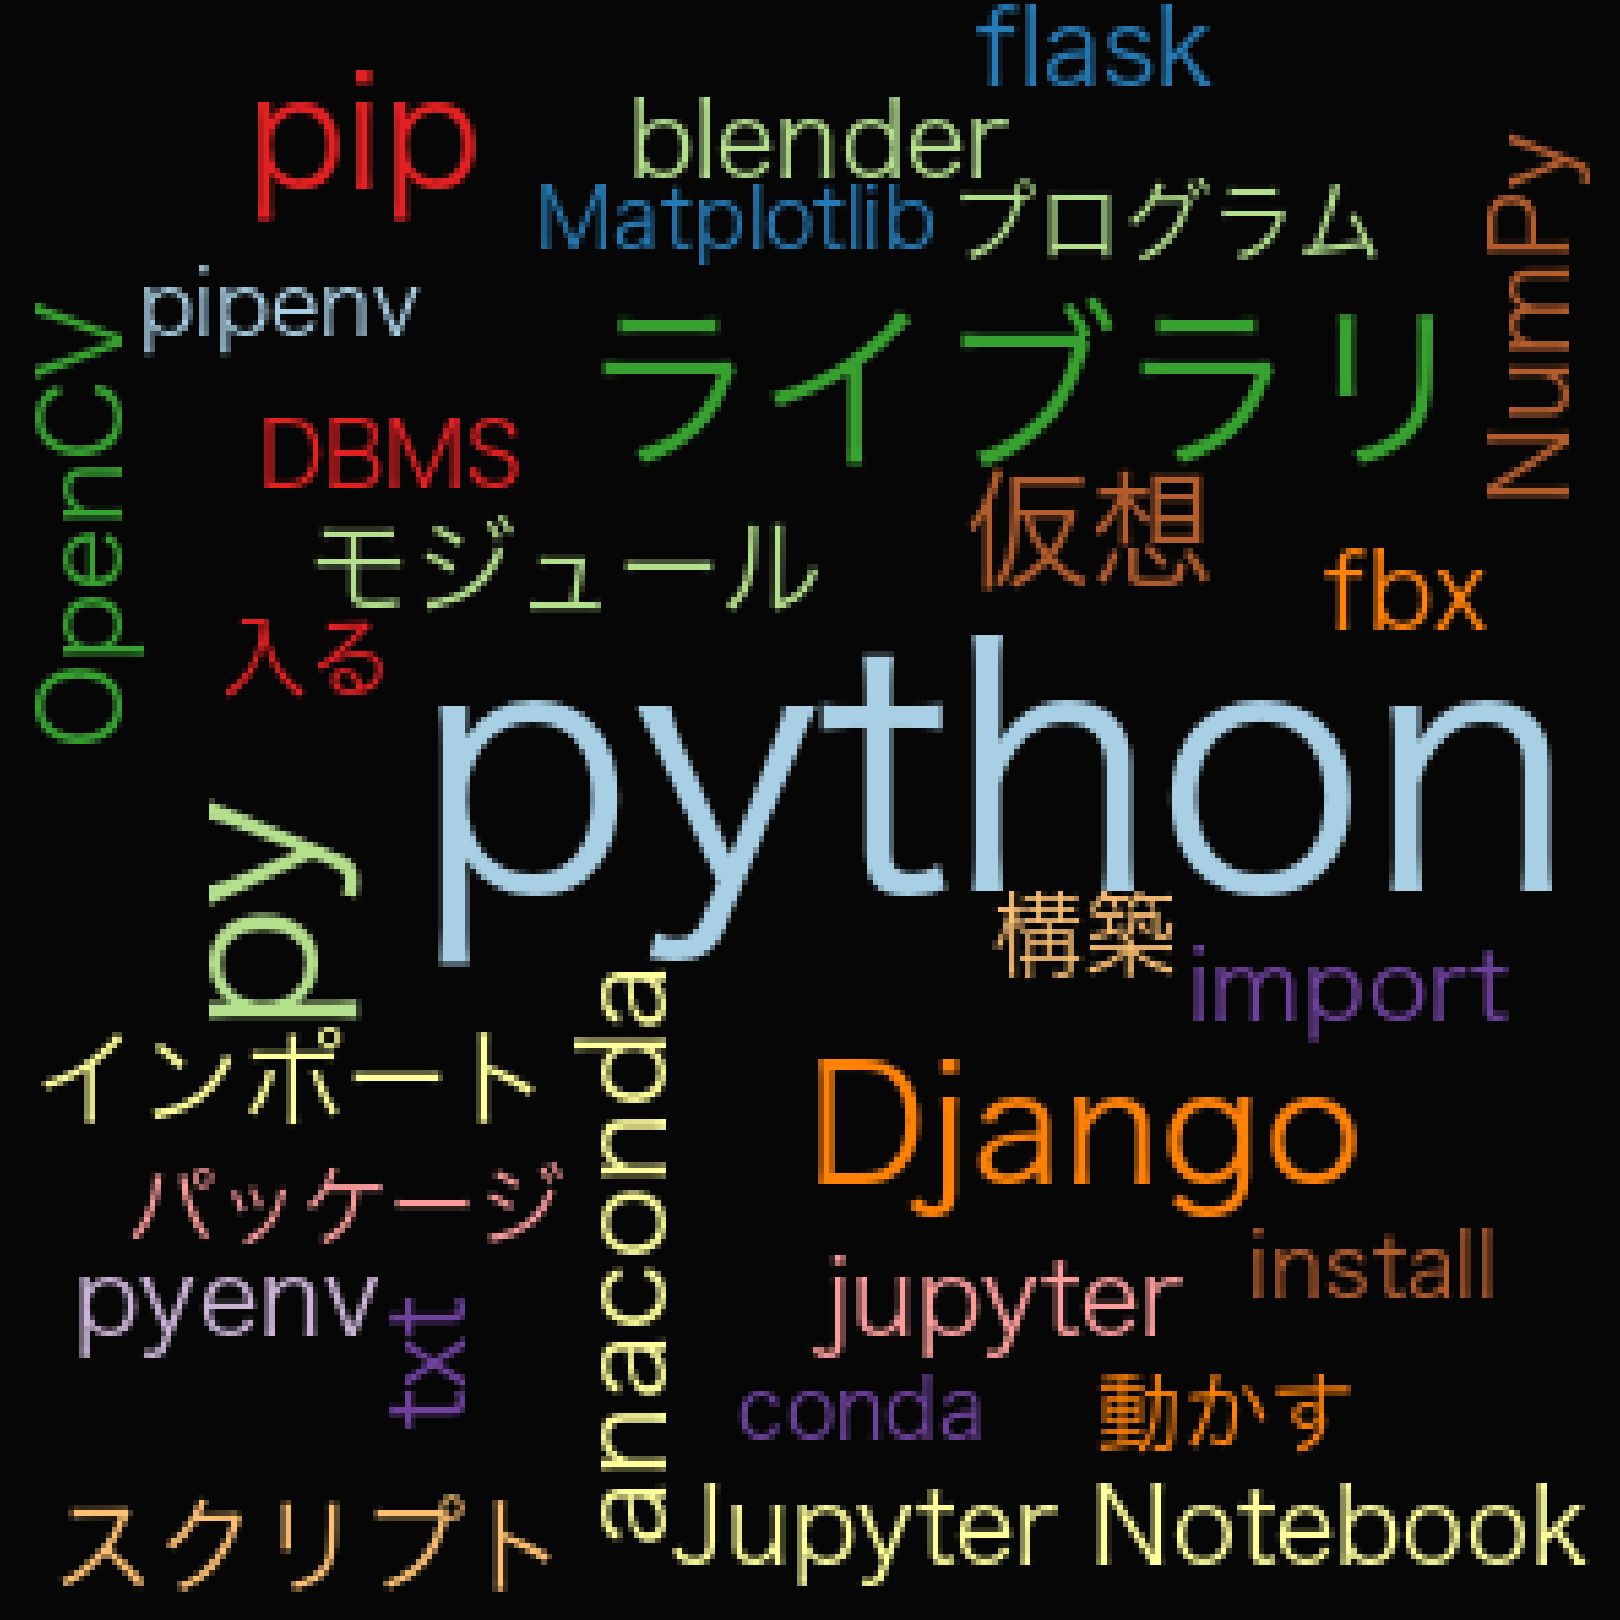 flask
pip
blender
Matplotlib
プログラム
NumPy
pipenv
OpenCV
ライブラリ
DBMS
仮想
モジュール
fbx
入る
python
py
構築
import
anaconda
インポート
Django
パッケージ
install
pyenv
txt
jupyter
conda
動かす
Jupyter Notebook
スクリプト